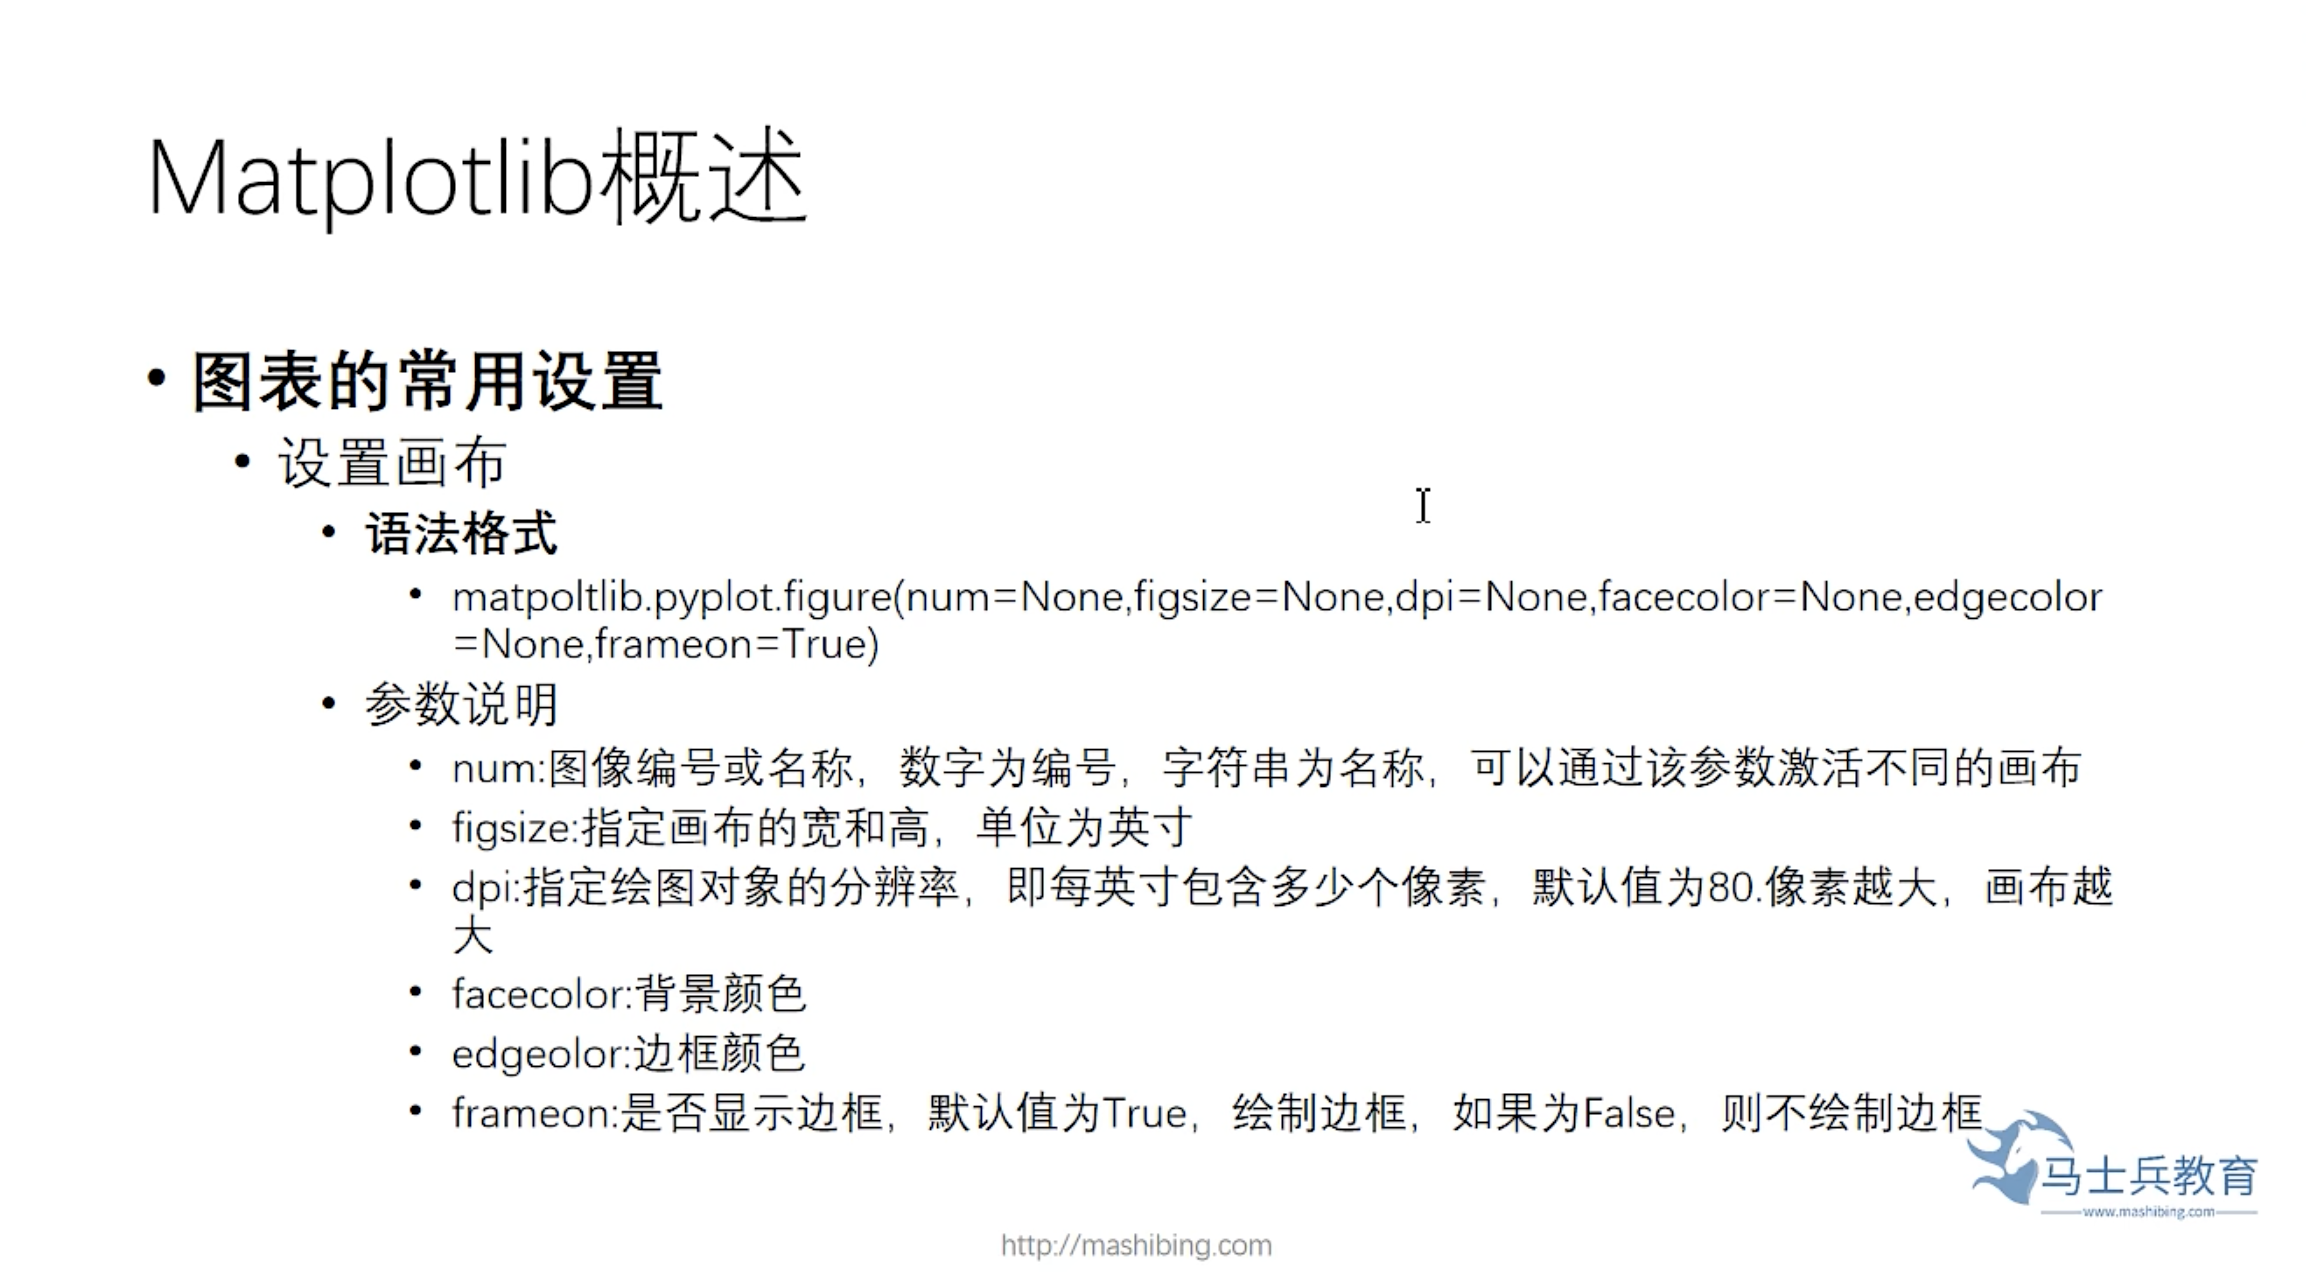 Matplotlib概述
• 图表的常用设置
• 设置画布
• 语法格式
• matpoltlib.pyplot.figure(num=None,figsize=None,dpi=None,facecolor=None,edgecolor
=None,frameon=True)
• 参数说明
• num:图像编号或名称，数字为编号，字符串为名称，可以通过该参数激活不同的画布
• figsize:指定画布的宽和高，单位为英寸
• dpi:指定绘图对象的分辨率，即每英寸包含多少个像素，默认值为80.像素越大，画布越
大
• facecolor:背景颜色
• edgeolor:边框颜色
• frameon:是否显示边框，默认值为True，绘制边框，如果为False，则不绘制边框
马士兵教育
www.mashibing.com
http://mashibing.com